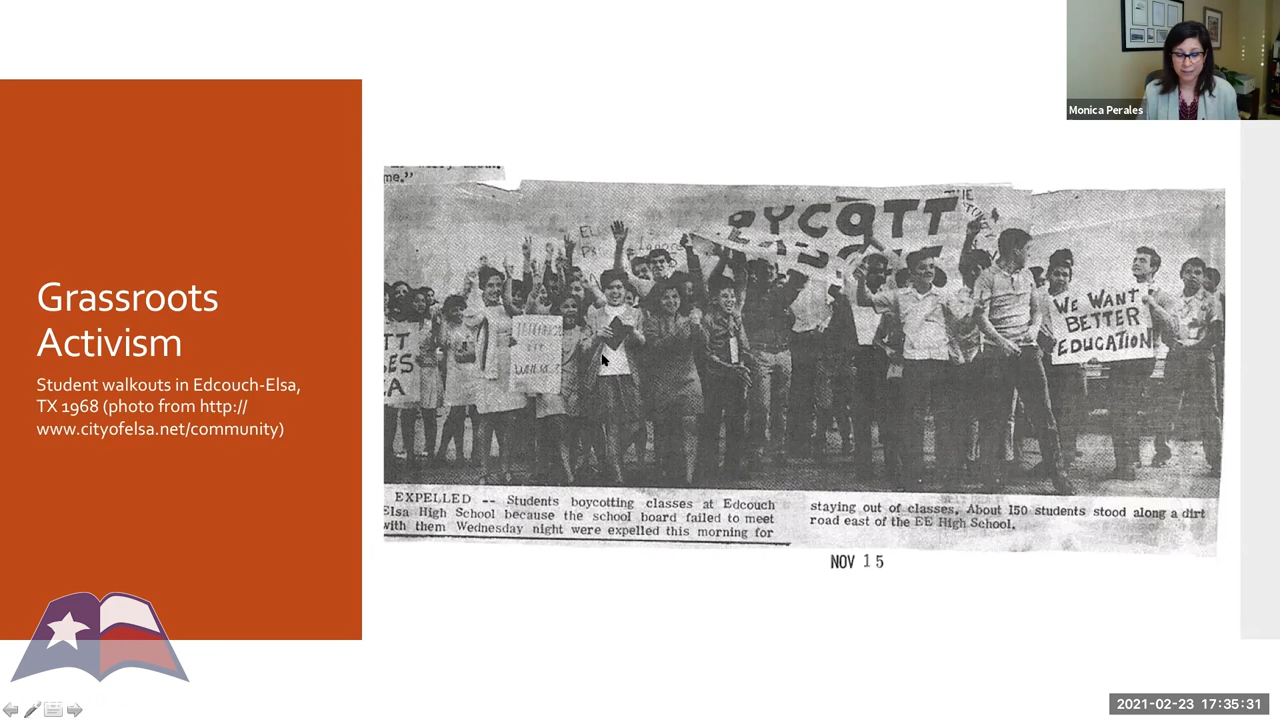 Monica Perales
Grassroots
Activism
Student walkouts in Edcouch-Elsa,
TX 1968 (photo from http://
www.cityofelsa.net/community)
me."
BOYCOTT
WE WANT
BETTER
EDUCATION
EXPELLED -- Students boycotting classes at Edcouch
Elsa High School because the school board failed to meet
with them Wednesday night were expelled this morning for
staying out of classes. About 150 students stood along a dirt
road east of the EE High School.
NOV 15
2021-02-23 17:35:31